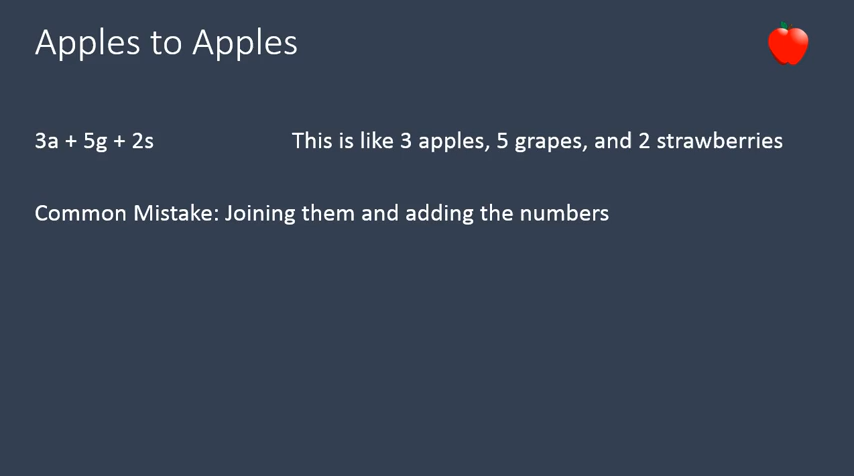 Apples to Apples
3a + 5g + 2s
This is like 3 apples, 5 grapes, and 2 strawberries
Common Mistake: Joining them and adding the numbers